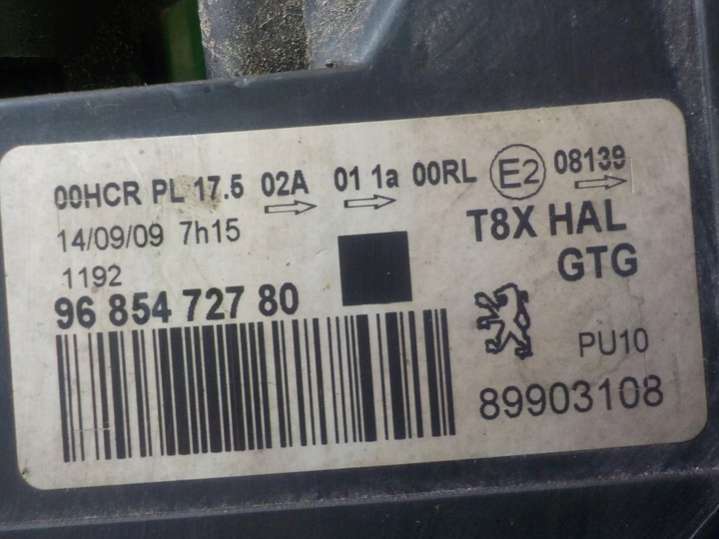 00HCR PL 17.5 02A 01 1a 00RL E2 08139
14/09/09 7h15
T8X HAL
1192
GTG
96 854 727 80
PU10
89903108